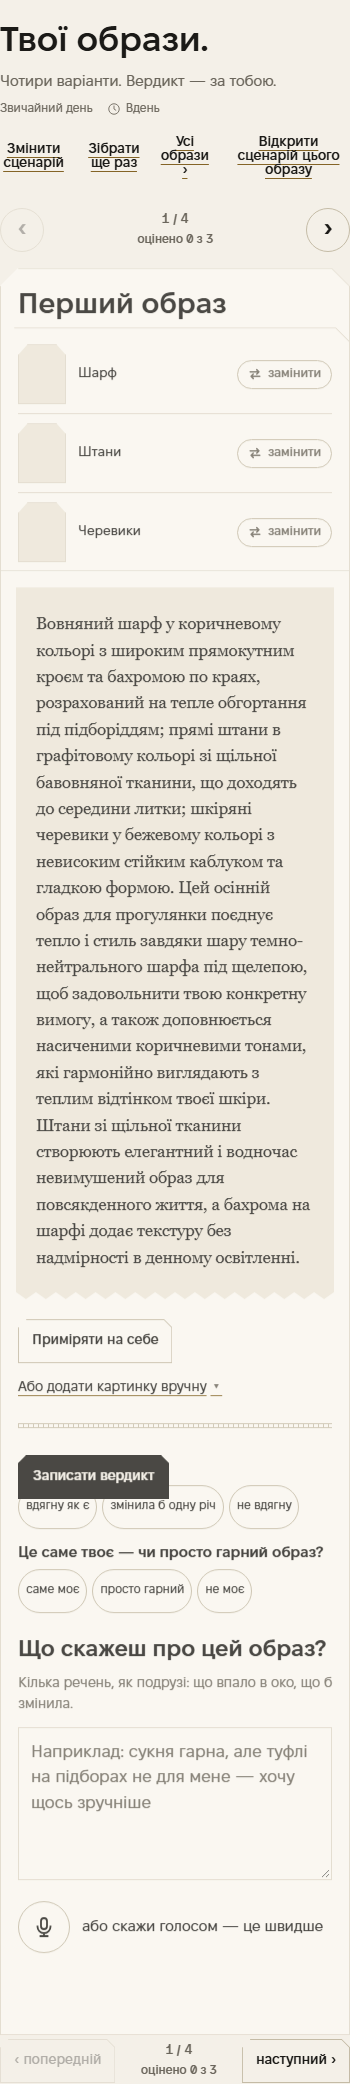 Твої образи.
Чотири варіанти. Вердикт — за тобою.
Звичайний день Вдень
Змінити сценарій
Зібрати ще раз
Усі образи ›
Відкрити сценарій цього образу
‹
1 / 4
оцінено 0 з 3
›
Перший образ
Шарф
замінити
Штани
замінити
Черевики
замінити
Вовняний шарф у коричневому
кольорі з широким прямокутним
кроєм та бахромою по краях,
розрахований на тепле обгортання
під підборіддям; прямі штани в
графітовому кольорі зі щільної
бавовняної тканини, що доходять
до середини литки; шкіряні
черевики у бежевому кольорі з
невисоким стійким каблуком та
гладкою формою. Цей осінній
образ для прогулянки поєднує
тепло і стиль завдяки шару темно-
нейтрального шарфа під щелепою,
щоб задовольнити твою конкретну
вимогу, а також доповнюється
насиченими коричневими тонами,
які гармонійно виглядають з
теплим відтінком твоєї шкіри.
Штани зі щільної тканини
створюють елегантний і водночас
невимушений образ для
повсякденного життя, а бахрома на
шарфі додає текстуру без
надмірності в денному освітленні.
Приміряти на себе
Або додати картинку вручну
Записати вердикт
вдягну як є
змінила б одну річ
не вдягну
Це саме твоє — чи просто гарний образ?
саме моє
просто гарний
не моє
Що скажеш про цей образ?
Кілька речень, як подрузі: що впало в око, що б
змінила.
Наприклад: сукня гарна, але туфлі
на підборах не для мене — хочу
щось зручніше
або скажи голосом — це швидше
‹ попередній
1 / 4
оцінено 0 з 3
наступний ›